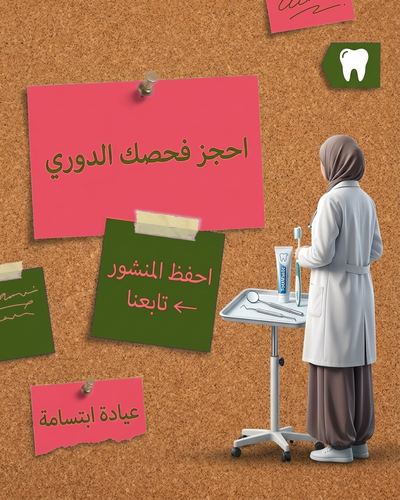 احجز فحصك الدوري
احفظ المنشور
← تابعنا
عيادة ابتسامة